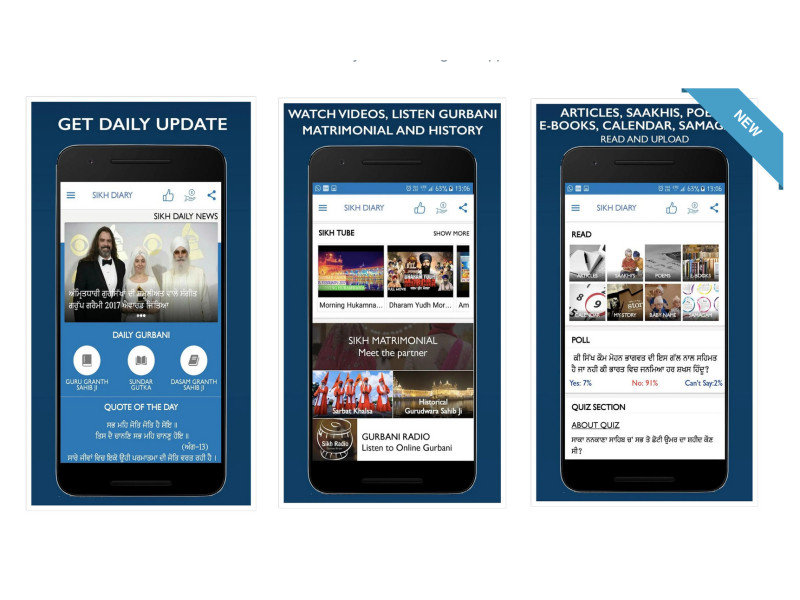 GET DAILY UPDATE
SIKH DIARY
SIKH DAILY NEWS
ਅੰਮ੍ਰਿਤਧਾਰੀ ਗੁਰਸਿੱਖਾਂ ਦੀ ਸ਼ਮੂਲੀਅਤ ਵਾਲੇ ਸੰਗੀਤ
ਗਰੁੱਪ ਗਰੈਮੀ 2017 ਅਵਾਰਡ ਜਿੱਤਿਆ
DAILY GURBANI
GURU GRANTH
SAHIB JI
SUNDAR
GUTKA
DASAM GRANTH
SAHIB JI
QUOTE OF THE DAY
ਸਭ ਮਹਿ ਜੋਤਿ ਜੋਤਿ ਹੈ ਸੋਇ ॥
ਤਿਸ ਦੈ ਚਾਨਣਿ ਸਭ ਮਹਿ ਚਾਨਣੁ ਹੋਇ ॥
(ਅੰਗ-13)
ਸਾਰੇ ਜੀਵਾਂ ਵਿਚ ਇਕੋ ਉਹੀ ਪਰਮਾਤਮਾ ਦੀ ਜੋਤਿ ਵਰਤ ਰਹੀ ਹੈ ।
WATCH VIDEOS, LISTEN GURBANI
MATRIMONIAL AND HISTORY
63% 13:06
SIKH DIARY
SIKH TUBE
SHOW MORE
FULL MOVE
DHARAM YUDH
Morning Hukamna...
Dharam Yudh Mor...
Am
SIKH MATRIMONIAL
Meet the partner
Sarbat Khalsa
Historical
Gurudwara Sahib Ji
Sikh Radio
GURBANI RADIO
Listen to Online Gurbani
ARTICLES, SAAKHIS, POE
E-BOOKS, CALENDAR, SAMAG
READ AND UPLOAD
NEW
63% 13:06
SIKH DIARY
READ
ARTICLES
SAAKHIS
POEMS
E-BOOKS
CALENDAR
MY STORY
BABY NAME
SAMAGAM
POLL
ਕੀ ਸਿੱਖ ਕੌਮ ਮੋਹਨ ਭਾਗਵਤ ਦੀ ਇਸ ਗੱਲ ਨਾਲ ਸਹਿਮਤ
ਹੈ ਜਾ ਨਹੀ ਕੀ ਭਾਰਤ ਵਿਚ ਜਨਮਿਆ ਹਰ ਸ਼ਖਸ ਹਿੰਦੂ?
Yes: 7%
No: 91%
Can't Say:2%
QUIZ SECTION
ABOUT QUIZ
ਸਾਕਾ ਨਨਕਾਣਾ ਸਾਹਿਬ ਚ' ਸਭ ਤੋ ਛੋਟੀ ਉਮਰ ਦਾ ਸ਼ਹੀਦ ਕੌਣ
ਸੀ?